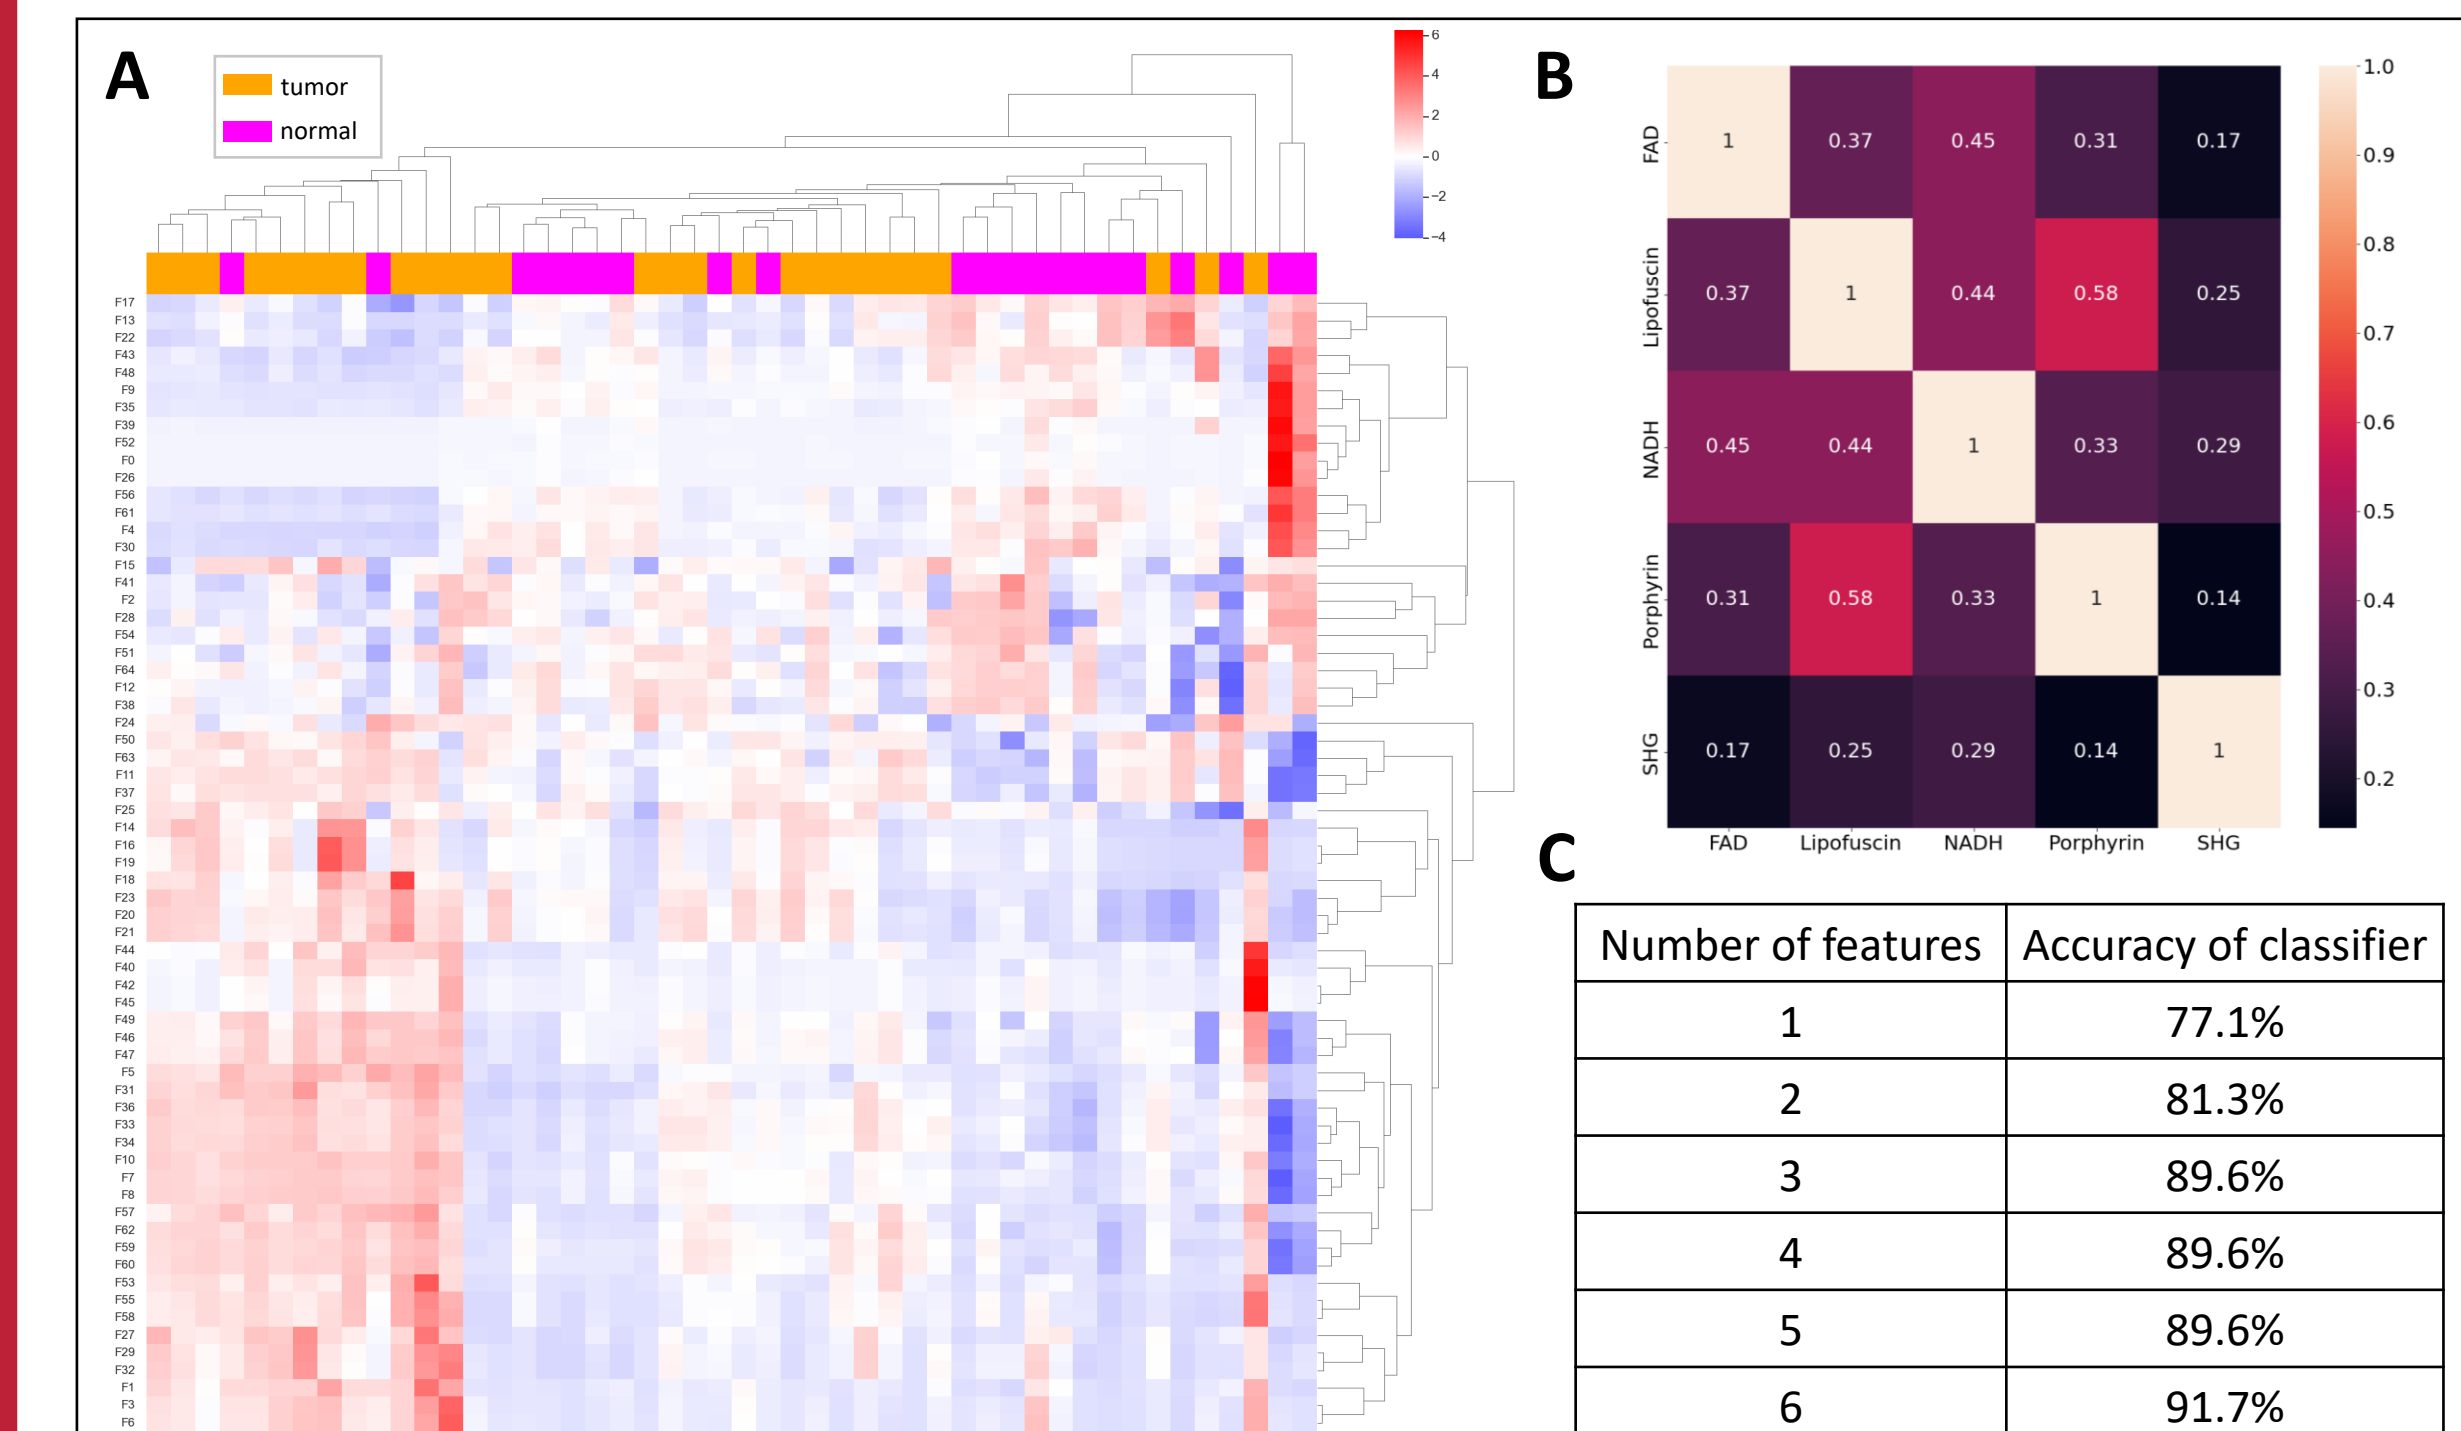 A
tumor
normal
6
4
2
0
−2
−4
F17
F13
F22
F43
F48
F9
F35
F39
F52
F0
F26
F56
F61
F4
F30
F15
F41
F2
F28
F54
F51
F64
F12
F38
F24
F50
F63
F11
F37
F25
F14
F16
F19
F18
F23
F20
F21
F44
F40
F42
F45
F49
F46
F47
F5
F31
F36
F33
F34
F10
F7
F8
F57
F62
F59
F60
F53
F55
F58
F27
F29
F32
F1
F3
F6
B
FAD 1 0.37 0.45 0.31 0.17
Lipofuscin 0.37 1 0.44 0.58 0.25
NADH 0.45 0.44 1 0.33 0.29
Porphyrin 0.31 0.58 0.33 1 0.14
SHG 0.17 0.25 0.29 0.14 1
FAD Lipofuscin NADH Porphyrin SHG
1.0
0.9
0.8
0.7
0.6
0.5
0.4
0.3
0.2
C
Number of features Accuracy of classifier
1 77.1%
2 81.3%
3 89.6%
4 89.6%
5 89.6%
6 91.7%